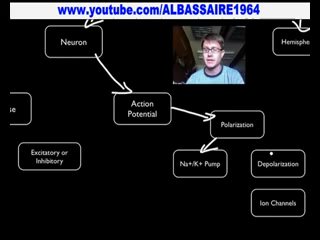 www.youtube.com/ALBASSAIRE1964
Neuron
Action
Potential
Polarization
Excitatory or
Inhibitory
Na+/K+ Pump
Depolarization
Ion Channels